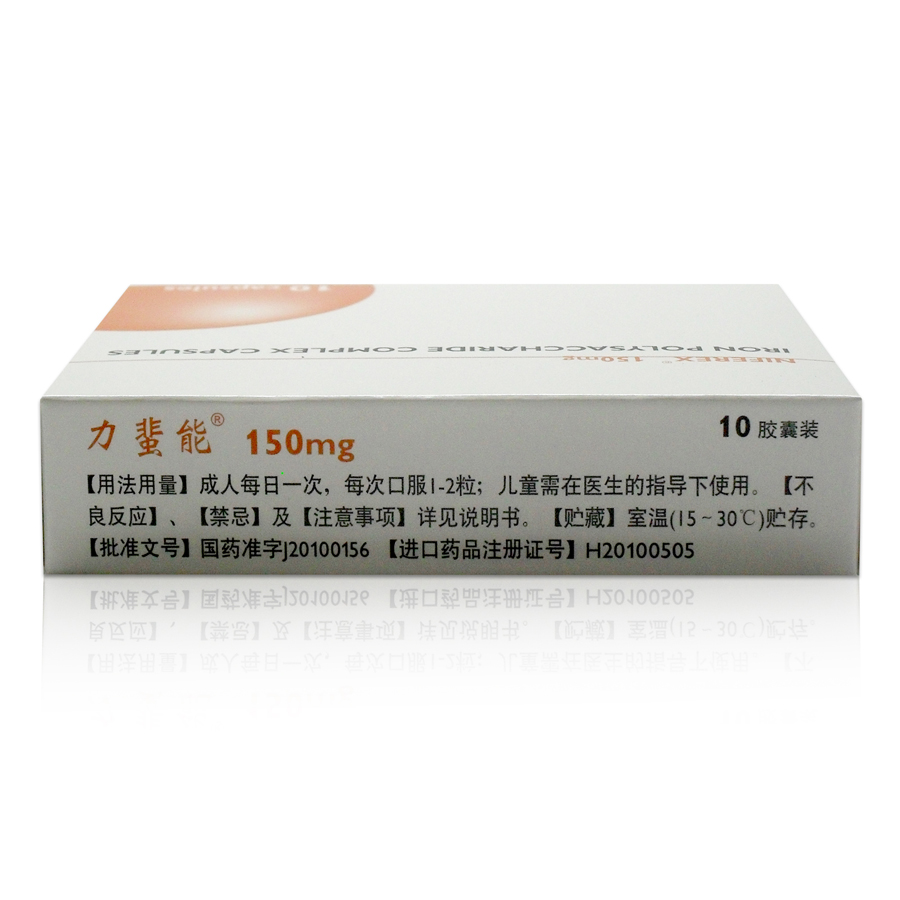 10 capsules
IRON POLYSACCHARIDE COMPLEX CAPSULES
NIFEREX® 150mg
力蜚能® 150mg
10胶囊装
【用法用量】成人每日一次，每次口服1-2粒；儿童需在医生的指导下使用。【不
良反应】、【禁忌】及【注意事项】详见说明书。【贮藏】室温(15~30℃)贮存。
【批准文号】国药准字J20100156 【进口药品注册证号】H20100505